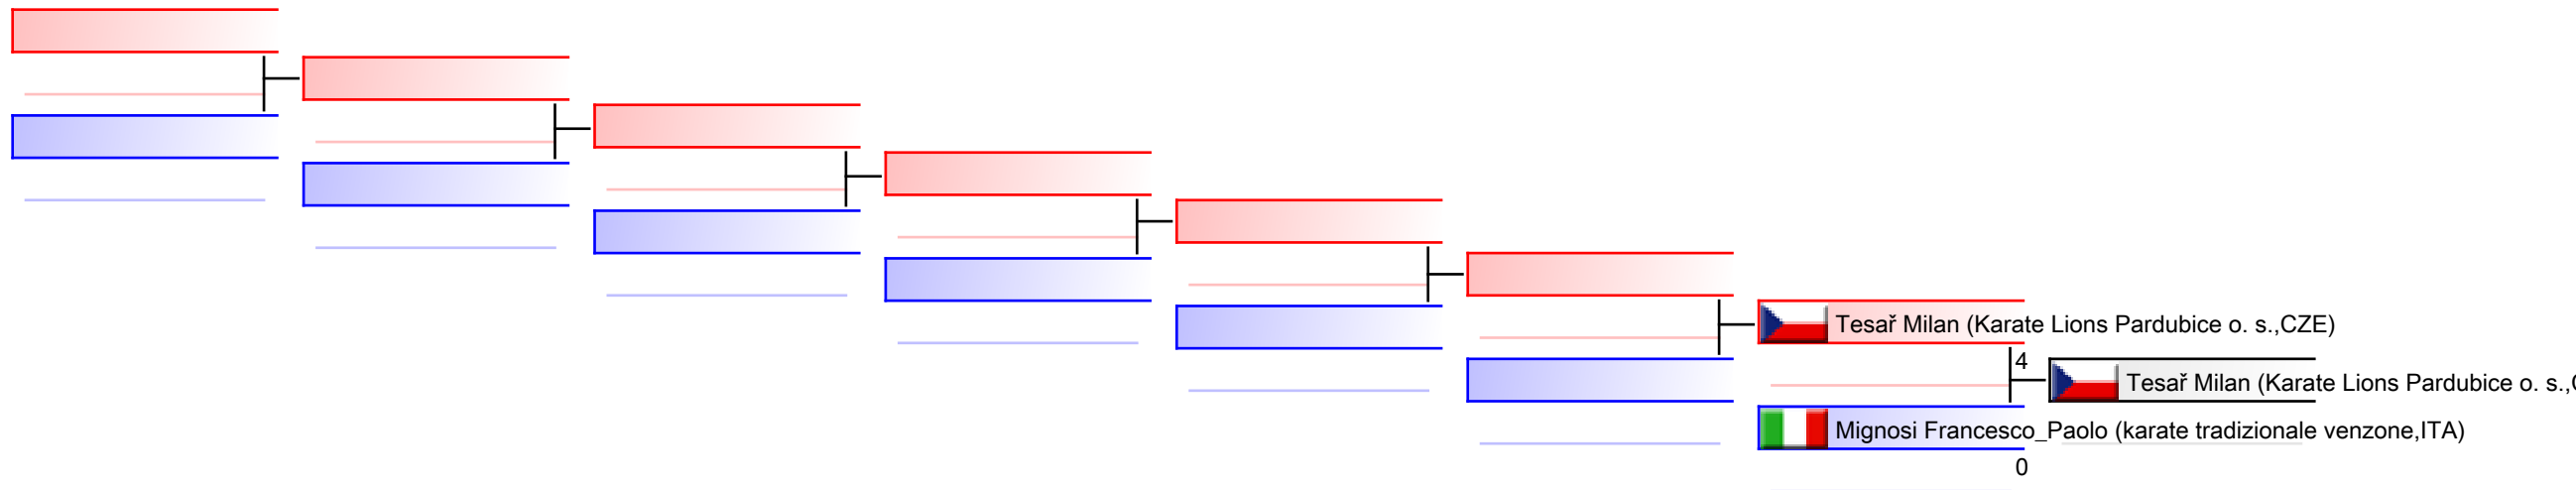 Tesař Milan (Karate Lions Pardubice o. s.,CZE)
4
Tesař Milan (Karate Lions Pardubice o. s.,
Mignosi Francesco_Paolo (karate tradizionale venzone,ITA)
0